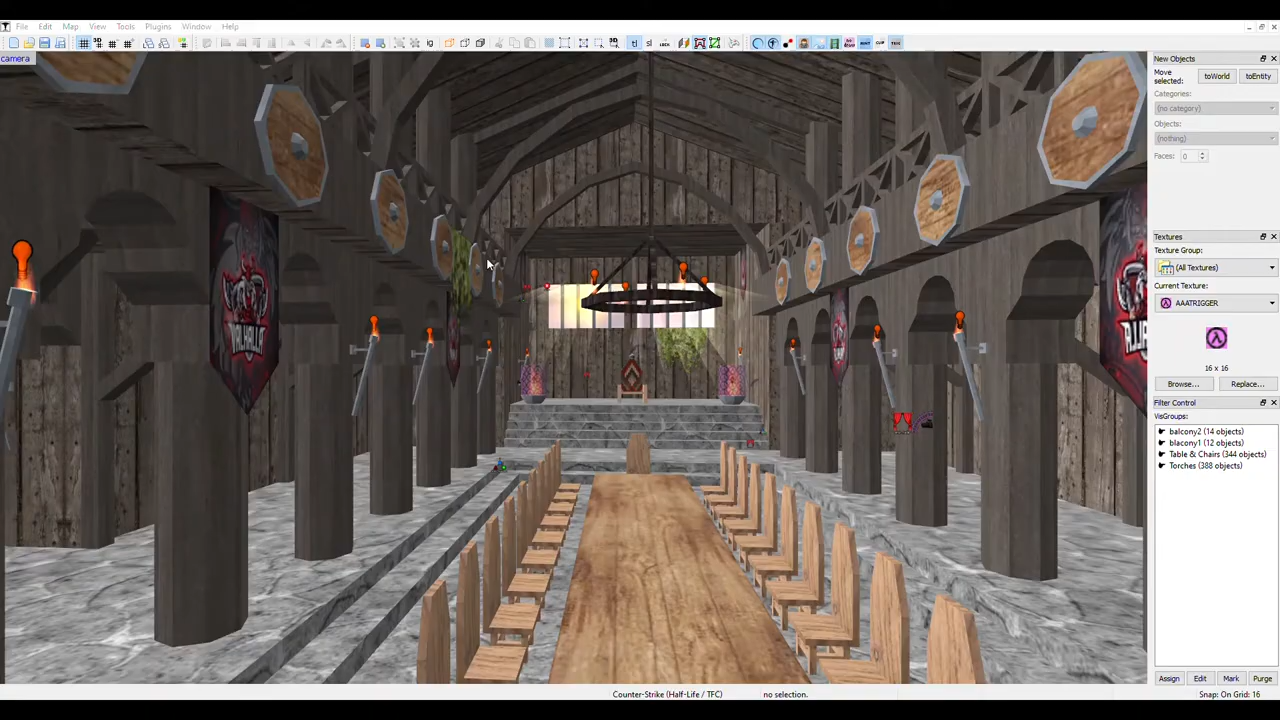 File Edit Map View Tools Plugins Window Help
camera
New Objects
Move selected:
toWorld
toEntity
Categories:
(no category)
Objects:
(nothing)
Faces: 0
Textures
Texture Group:
(All Textures)
Current Texture:
AAATRIGGER
16 x 16
Browse...
Replace...
Filter Control
VisGroups:
balcony2 (14 objects)
blacony1 (12 objects)
Table & Chairs (344 objects)
Torches (388 objects)
Assign Edit Mark Purge
VALHALLA
Counter-Strike (Half-Life / TFC)
no selection.
Snap: On Grid: 16